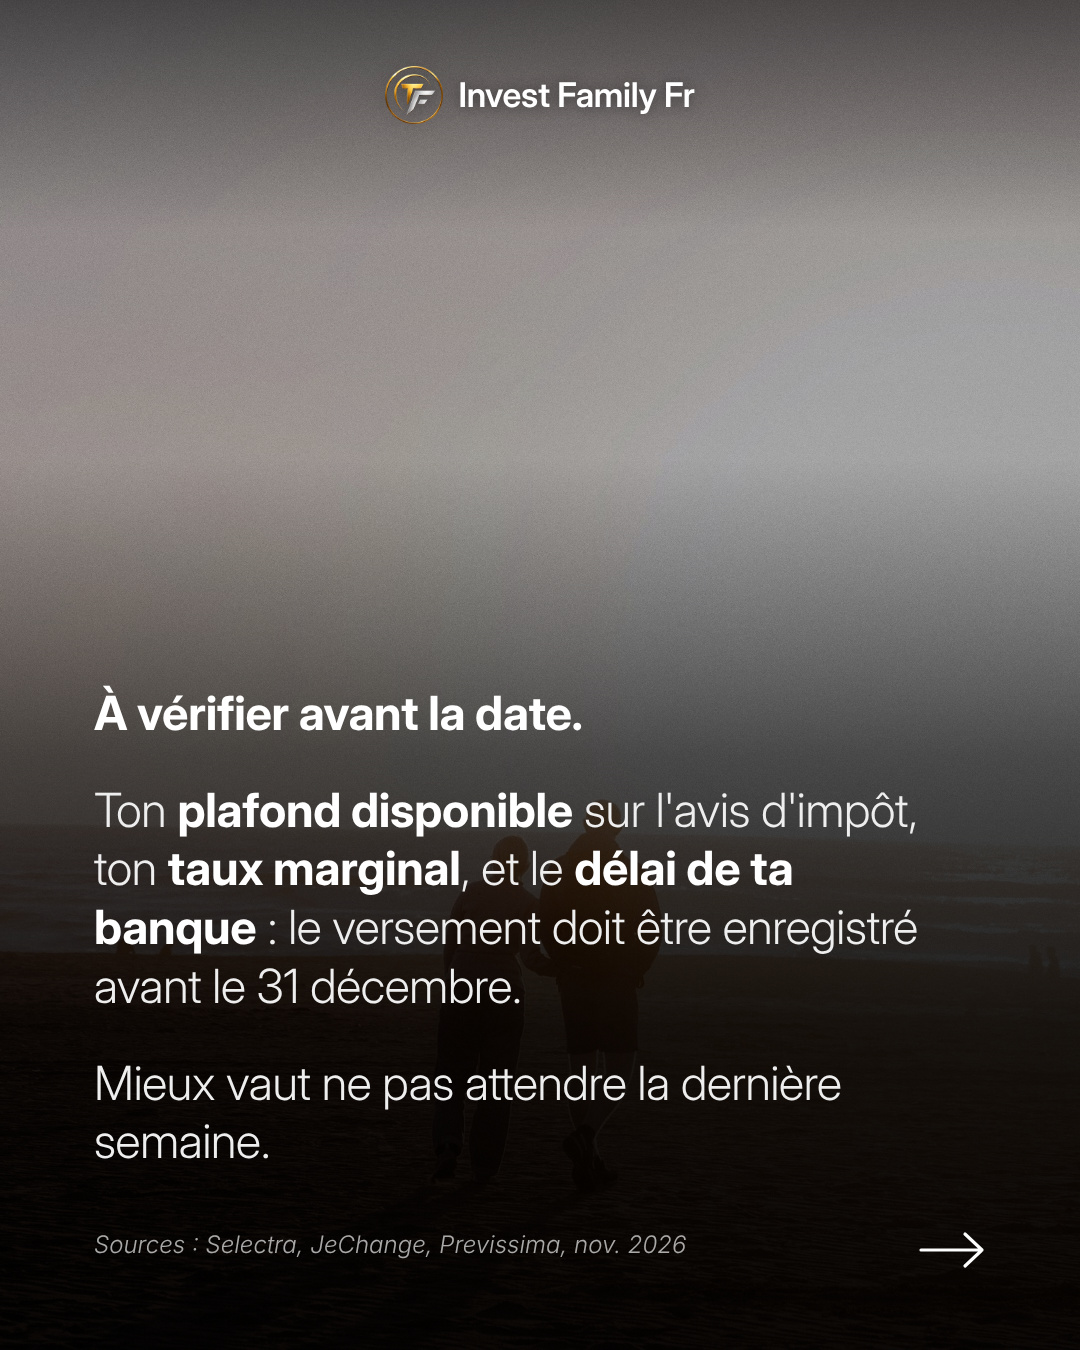 TF Invest Family Fr
À vérifier avant la date.
Ton plafond disponible sur l'avis d'impôt,
ton taux marginal, et le délai de ta
banque : le versement doit être enregistré
avant le 31 décembre.
Mieux vaut ne pas attendre la dernière
semaine.
Sources : Selectra, JeChange, Previssima, nov. 2026